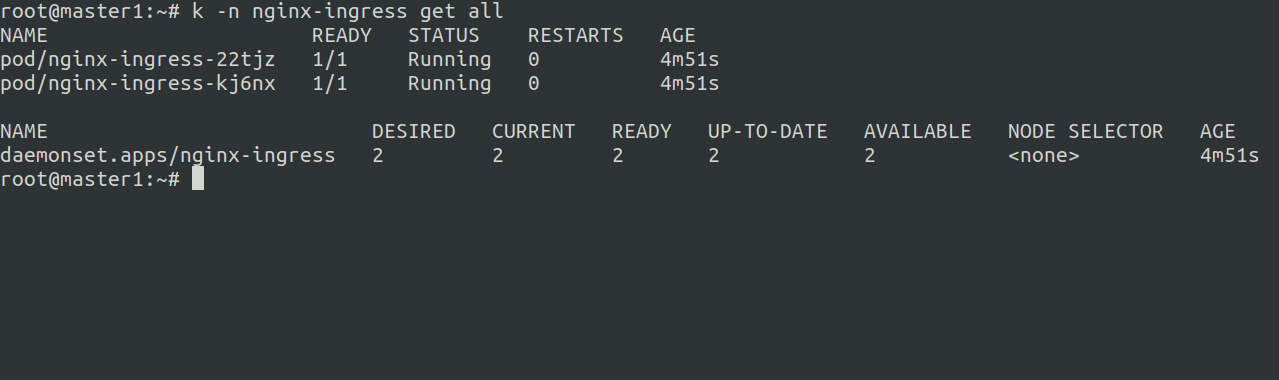 root@master1:~# k -n nginx-ingress get all
NAME                      READY   STATUS    RESTARTS   AGE
pod/nginx-ingress-22tjz   1/1     Running   0          4m51s
pod/nginx-ingress-kj6nx   1/1     Running   0          4m51s
NAME                           DESIRED   CURRENT   READY   UP-TO-DATE   AVAILABLE   NODE SELECTOR   AGE
daemonset.apps/nginx-ingress   2         2         2       2            2           <none>          4m51s
root@master1:~#